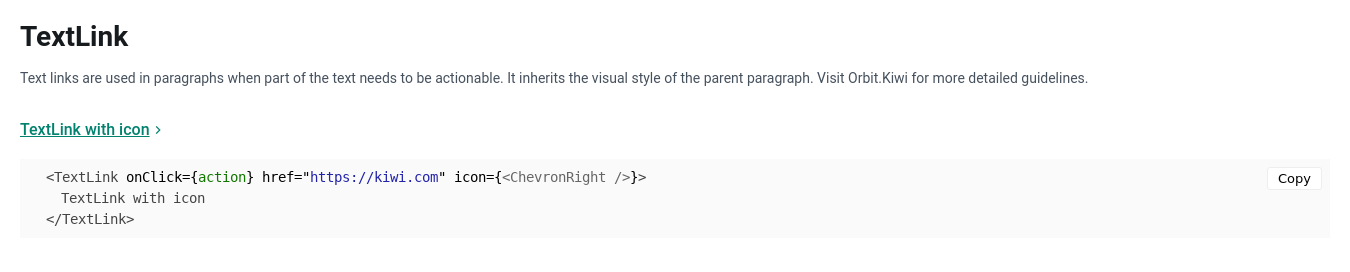 TextLink
Text links are used in paragraphs when part of the text needs to be actionable. It inherits the visual style of the parent paragraph. Visit Orbit.Kiwi for more detailed guidelines.
TextLink with icon
<TextLink onClick={action} href="https://kiwi.com" icon={<ChevronRight />}>
Copy
TextLink with icon
</TextLink>